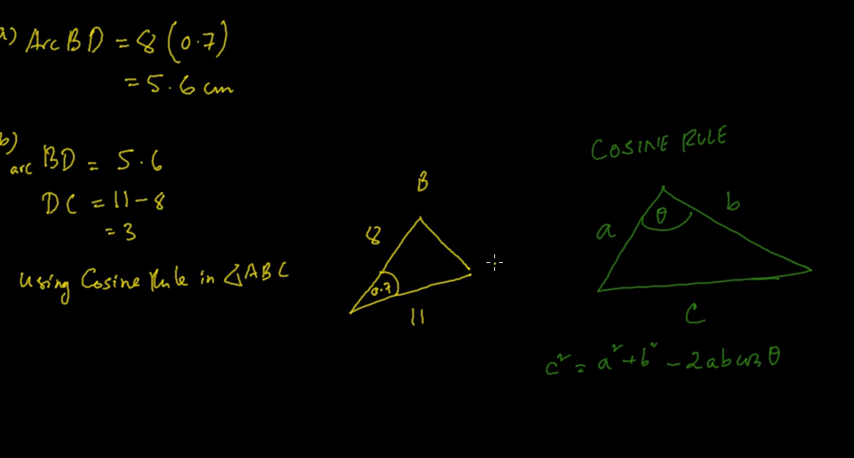 a) Arc BD = 8 (0.7)
= 5.6 cm
b)
arc BD = 5.6
DC = 11 - 8
= 3
Using Cosine Rule in △ABC
B
8
0.7
11
COSINE RULE
θ
a
b
C
c² = a² + b² - 2ab cos θ